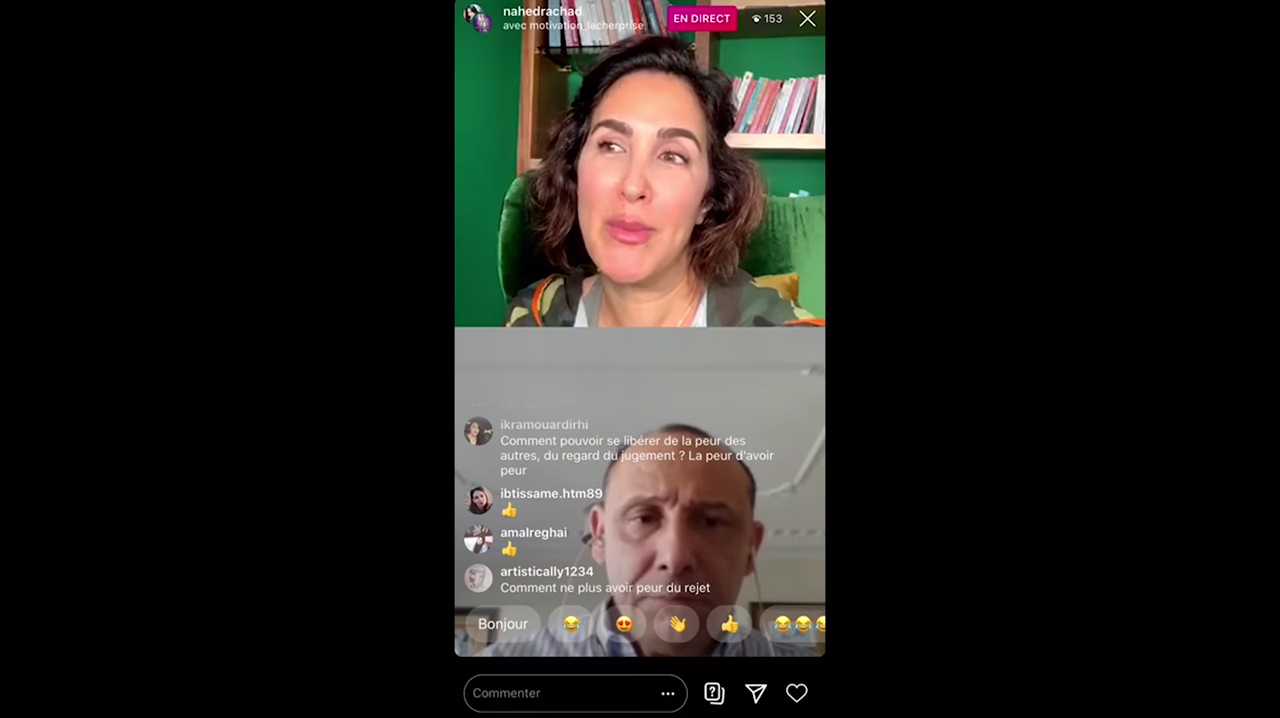 nahedrachad
avec motivation_lacherprise
EN DIRECT
153
ikramouardirhi
Comment pouvoir se libérer de la peur des
autres, du regard du jugement ? La peur d'avoir
peur
ibtissame.htm89
👍
amalreghai
👍
artistically1234
Comment ne plus avoir peur du rejet
Bonjour 😂 😍 👋 👍 😂😂😂
Commenter